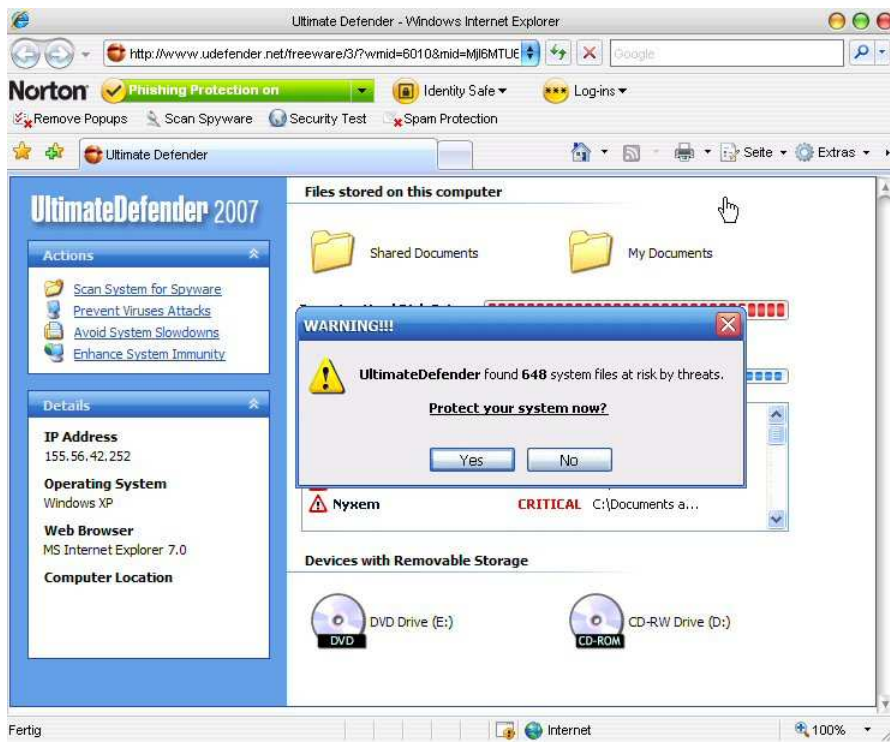 Ultimate Defender - Windows Internet Explorer
http://www.udefender.net/freeware/3/?wmid=6010&mid=MjI6MTUE
Google
Norton Phishing Protection on Identity Safe Log-ins
Remove Popups Scan Spyware Security Test Spam Protection
Ultimate Defender
Seite Extras
UltimateDefender 2007
Actions
Scan System for Spyware
Prevent Viruses Attacks
Avoid System Slowdowns
Enhance System Immunity
Details
IP Address
155.56.42.252
Operating System
Windows XP
Web Browser
MS Internet Explorer 7.0
Computer Location
Files stored on this computer
Shared Documents
My Documents
WARNING!!!
UltimateDefender found 648 system files at risk by threats.
Protect your system now?
Yes
No
Nyxem CRITICAL C:\Documents a...
Devices with Removable Storage
DVD
DVD Drive (E:)
CD-ROM
CD-RW Drive (D:)
Fertig
Internet
100%